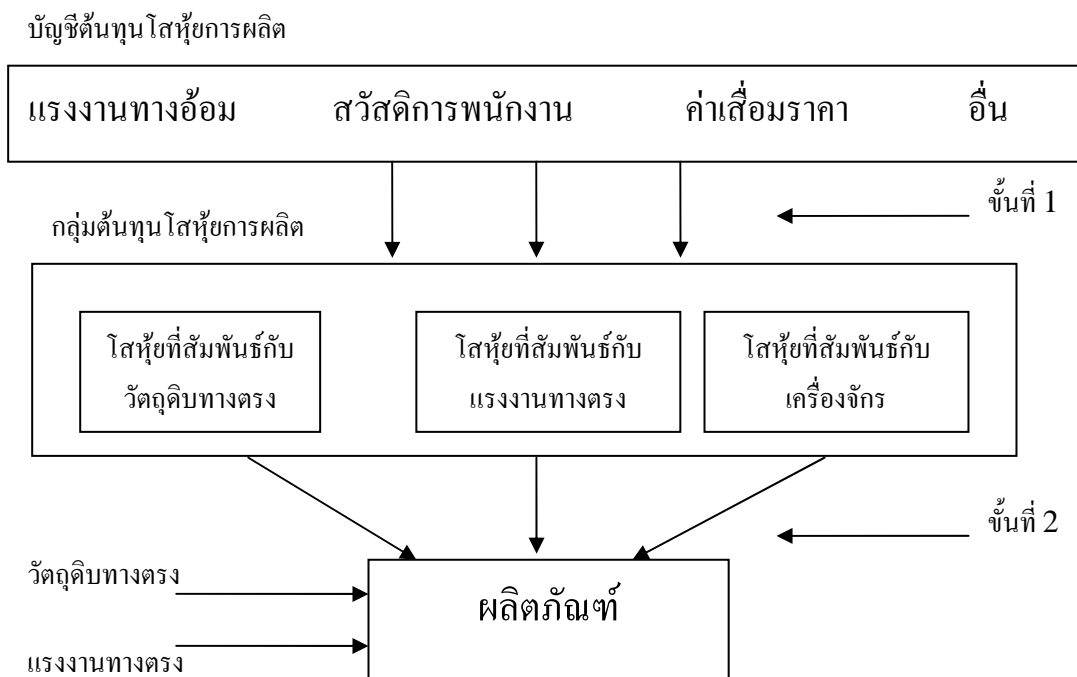 บัญชีต้นทุนโสหุ้ยการผลิต
แรงงานทางอ้อม สวัสดิการพนักงาน ค่าเสื่อมราคา อื่น
ขั้นที่ 1
กลุ่มต้นทุนโสหุ้ยการผลิต
โสหุ้ยที่สัมพันธ์กับ
วัตถุดิบทางตรง
โสหุ้ยที่สัมพันธ์กับ
แรงงานทางตรง
โสหุ้ยที่สัมพันธ์กับ
เครื่องจักร
ขั้นที่ 2
วัตถุดิบทางตรง
ผลิตภัณฑ์
แรงงานทางตรง